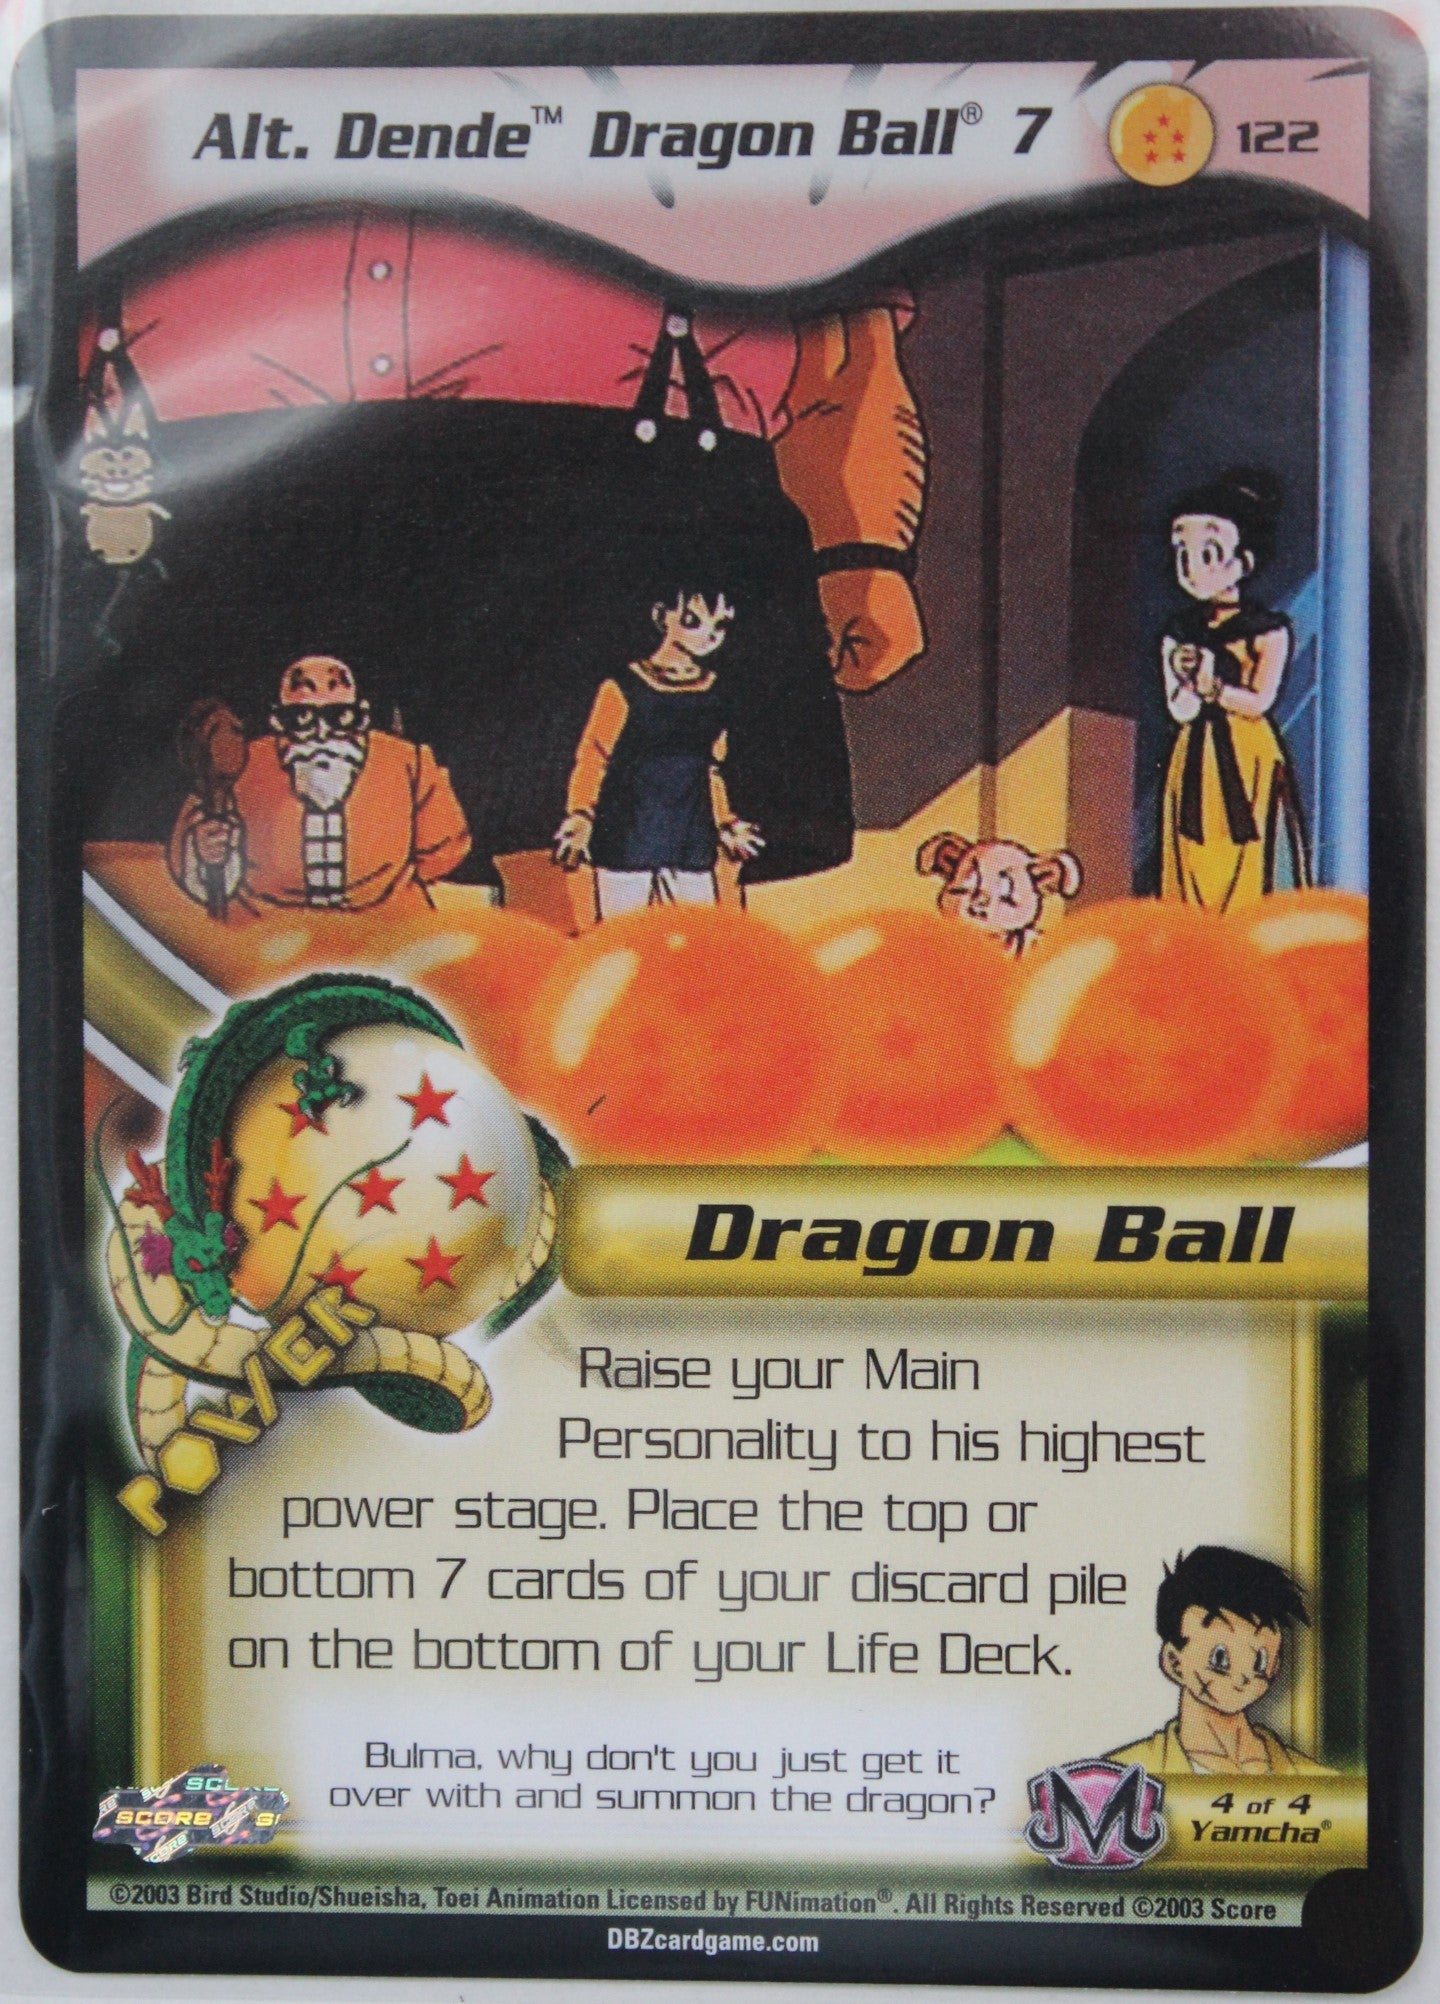 Alt. Dende™ Dragon Ball® 7
122
Dragon Ball
POWER
Raise your Main
Personality to his highest
power stage. Place the top or
bottom 7 cards of your discard pile
on the bottom of your Life Deck.
Bulma, why don't you just get it
over with and summon the dragon?
SCORE
M
4 of 4
Yamcha®
©2003 Bird Studio/Shueisha, Toei Animation Licensed by FUNimation®. All Rights Reserved ©2003 Score
DBZcardgame.com